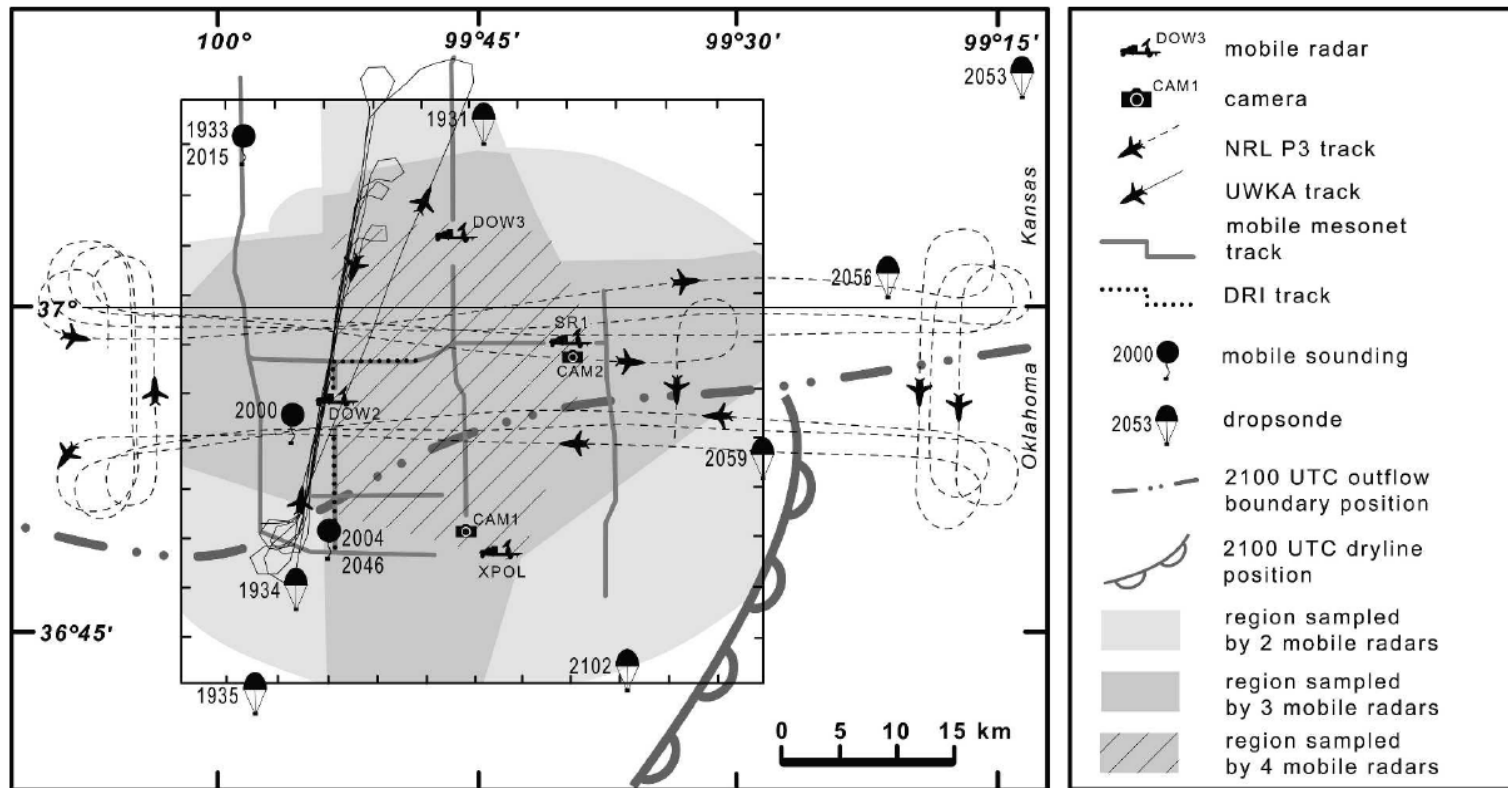 100°
99°45'
99°30'
99°15'
2053
1933
2015
1931
DOW3
Kansas
2056
37°
SR1
CAM2
2000
DOW2
2059
Oklahoma
CAM1
2004
2046
XPOL
1934
36°45'
2102
1935
0 5 10 15 km
DOW3
mobile radar
CAM1
camera
NRL P3 track
UWKA track
mobile mesonet
track
DRI track
2000
mobile sounding
2053
dropsonde
2100 UTC outflow
boundary position
2100 UTC dryline
position
region sampled
by 2 mobile radars
region sampled
by 3 mobile radars
region sampled
by 4 mobile radars